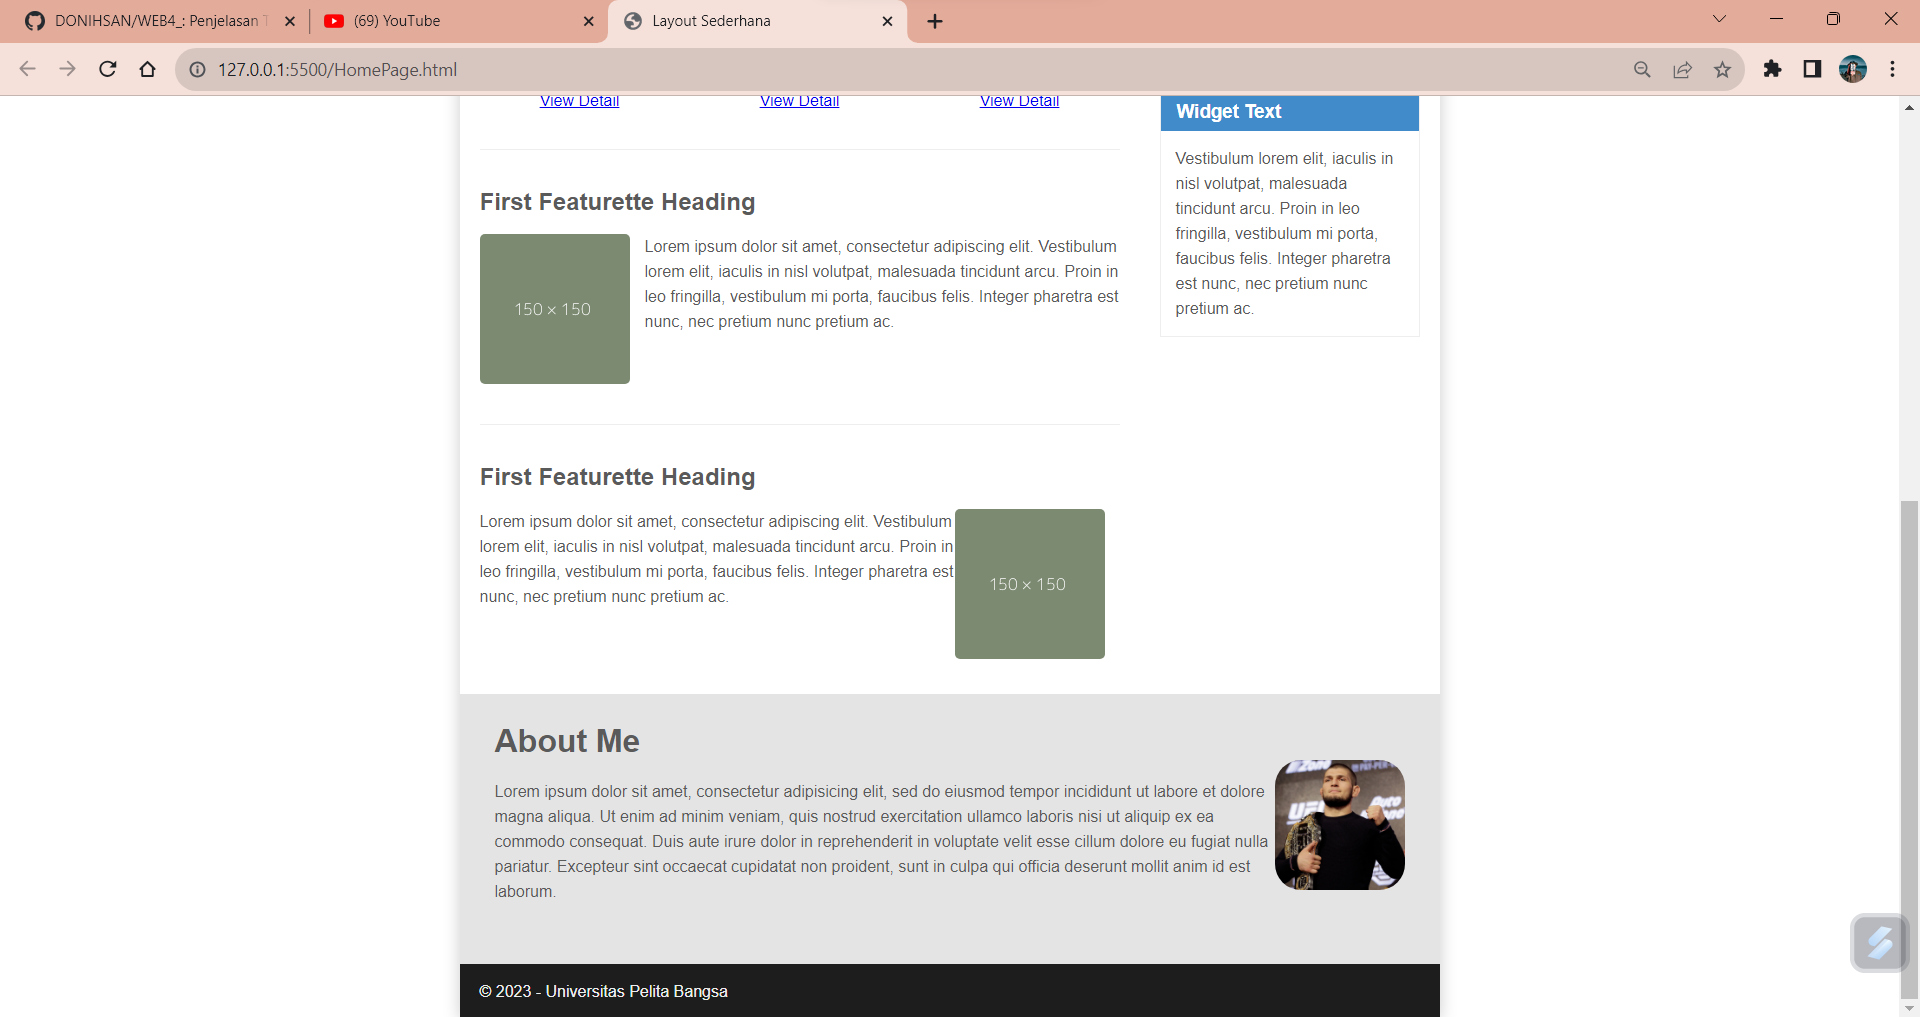 DONIHSAN/WEB4_: Penjelasan T
(69) YouTube
Layout Sederhana
127.0.0.1:5500/HomePage.html
View Detail
View Detail
View Detail
First Featurette Heading
150 × 150
Lorem ipsum dolor sit amet, consectetur adipiscing elit. Vestibulum
lorem elit, iaculis in nisl volutpat, malesuada tincidunt arcu. Proin in
leo fringilla, vestibulum mi porta, faucibus felis. Integer pharetra est
nunc, nec pretium nunc pretium ac.
First Featurette Heading
Lorem ipsum dolor sit amet, consectetur adipiscing elit. Vestibulum
lorem elit, iaculis in nisl volutpat, malesuada tincidunt arcu. Proin in
leo fringilla, vestibulum mi porta, faucibus felis. Integer pharetra est
nunc, nec pretium nunc pretium ac.
150 × 150
Widget Text
Vestibulum lorem elit, iaculis in
nisl volutpat, malesuada
tincidunt arcu. Proin in leo
fringilla, vestibulum mi porta,
faucibus felis. Integer pharetra
est nunc, nec pretium nunc
pretium ac.
About Me
Lorem ipsum dolor sit amet, consectetur adipisicing elit, sed do eiusmod tempor incididunt ut labore et dolore
magna aliqua. Ut enim ad minim veniam, quis nostrud exercitation ullamco laboris nisi ut aliquip ex ea
commodo consequat. Duis aute irure dolor in reprehenderit in voluptate velit esse cillum dolore eu fugiat nulla
pariatur. Excepteur sint occaecat cupidatat non proident, sunt in culpa qui officia deserunt mollit anim id est
laborum.
© 2023 - Universitas Pelita Bangsa